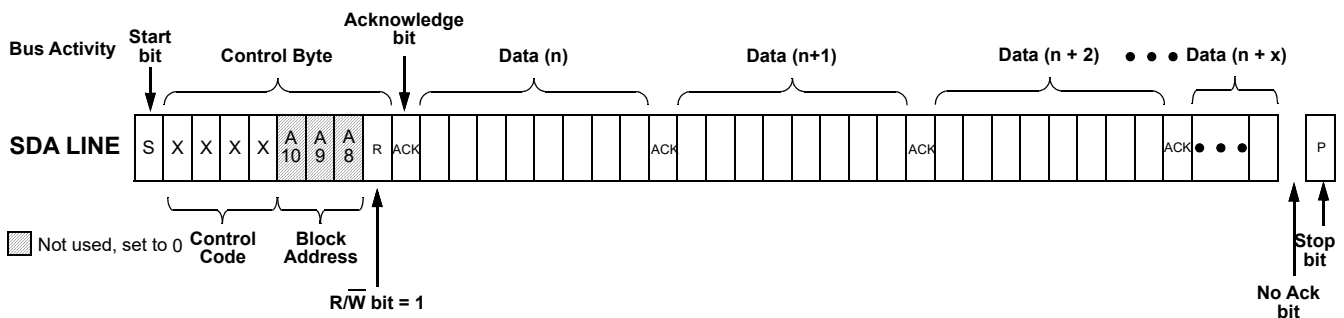 Bus Activity
Start
bit
Control Byte
Acknowledge
bit
Data (n)
Data (n+1)
Data (n + 2)
• • •
Data (n + x)
SDA LINE
S
X
X
X
X
A
10
A
9
A
8
R
ACK
ACK
ACK
ACK
• • •
P
Not used, set to 0
Control
Code
Block
Address
R/W̅ bit = 1
No Ack
bit
Stop
bit